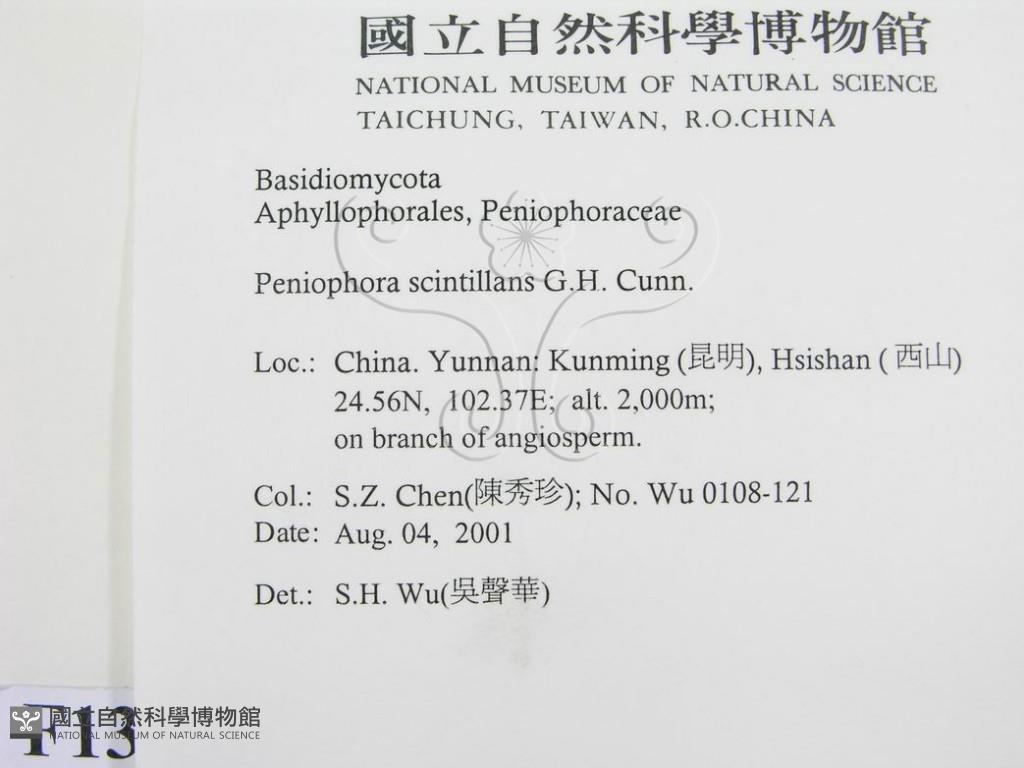 國立自然科學博物館
NATIONAL MUSEUM OF NATURAL SCIENCE
TAICHUNG, TAIWAN, R.O.CHINA
Basidiomycota
Aphyllophorales, Peniophoraceae
Peniophora scintillans G.H. Cunn.
Loc.: China. Yunnan: Kunming (昆明), Hsishan ( 西山)
24.56N, 102.37E; alt. 2,000m;
on branch of angiosperm.
Col.: S.Z. Chen(陳秀珍); No. Wu 0108-121
Date: Aug. 04, 2001
Det.: S.H. Wu(吳聲華)
F13
國立自然科學博物館
NATIONAL MUSEUM OF NATURAL SCIENCE